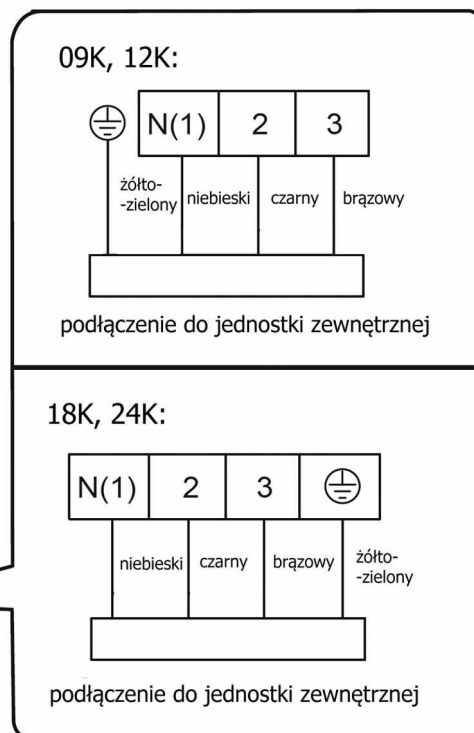 09K, 12K:
N(1) 2 3
żółto-
-zielony niebieski czarny brązowy
podłączenie do jednostki zewnętrznej
18K, 24K:
N(1) 2 3
niebieski czarny brązowy żółto-
-zielony
podłączenie do jednostki zewnętrznej